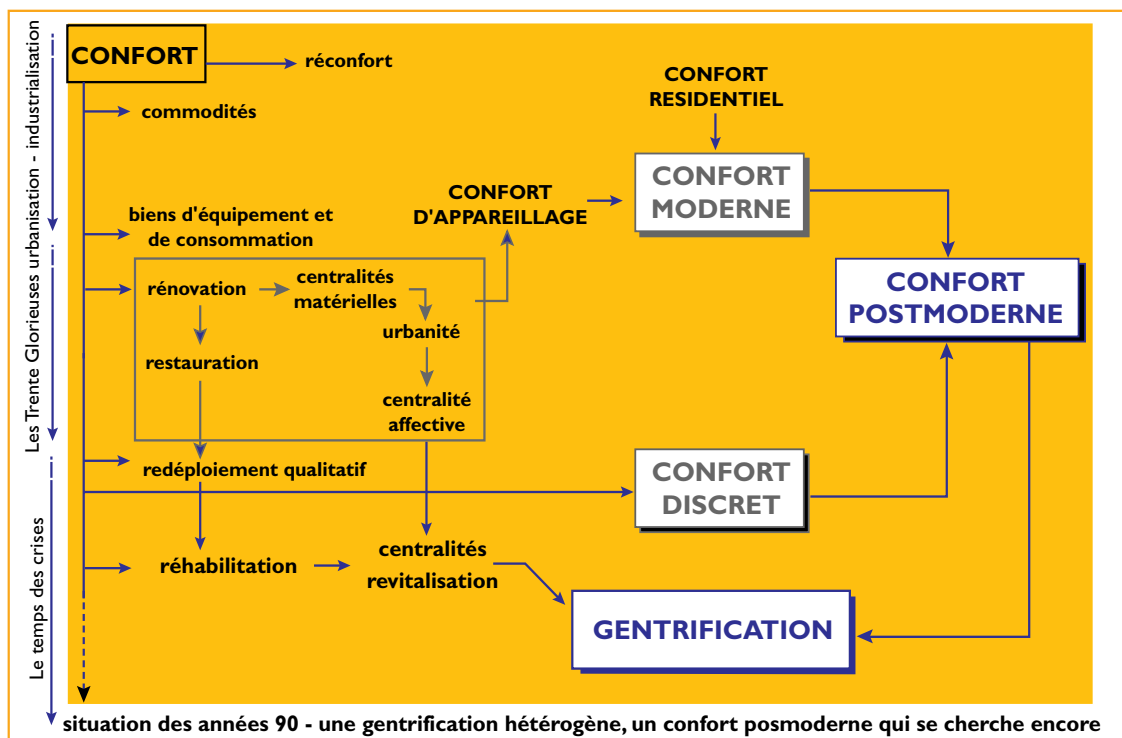 CONFORT
réconfort
commodités
CONFORT
RESIDENTIEL
CONFORT
MODERNE
CONFORT
D'APPAREILLAGE
biens d'équipement et
de consommation
rénovation
centralités
matérielles
urbanité
restauration
centralité
affective
CONFORT
POSTMODERNE
redéploiement qualitatif
CONFORT
DISCRET
réhabilitation
centralités
revitalisation
GENTRIFICATION
urbanisation - industrialisation
Les Trente Glorieuses
Le temps des crises
situation des années 90 - une gentrification hétérogène, un confort posmoderne qui se cherche encore